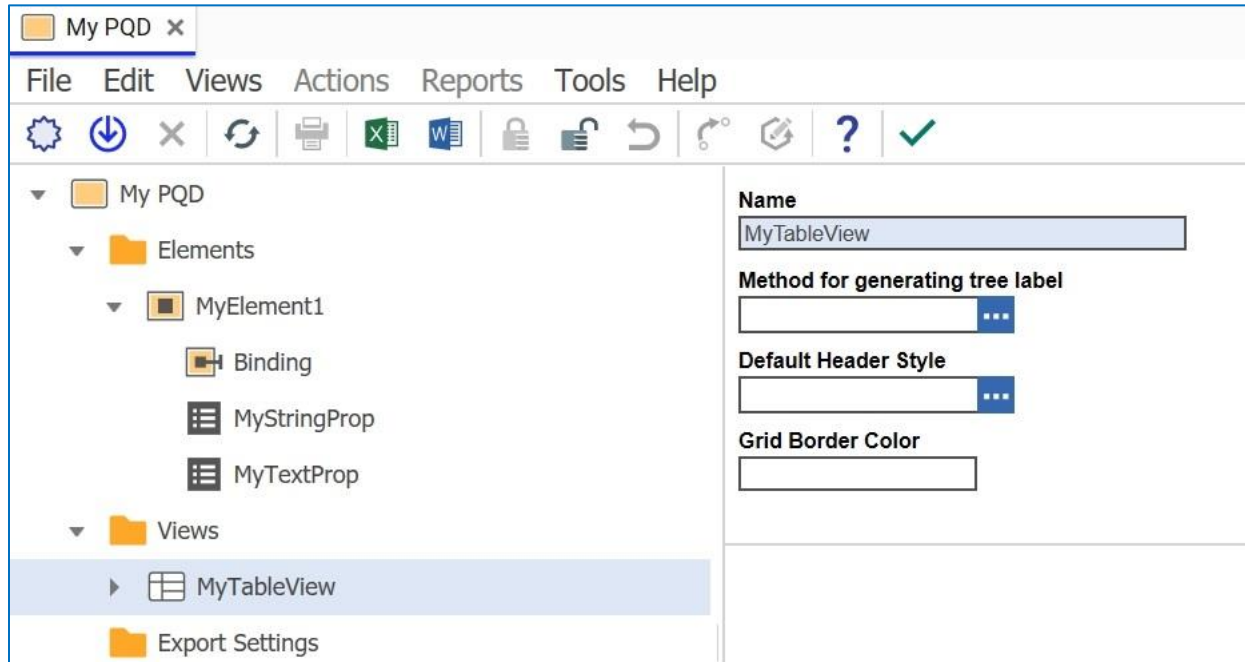 My PQD
File Edit Views Actions Reports Tools Help
My PQD
Elements
MyElement1
Binding
MyStringProp
MyTextProp
Views
MyTableView
Export Settings
Name
MyTableView
Method for generating tree label
Default Header Style
Grid Border Color